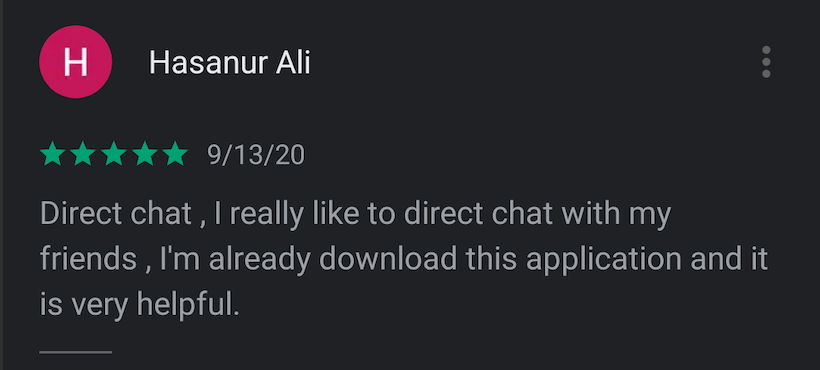 H
Hasanur Ali
9/13/20
Direct chat , I really like to direct chat with my
friends , I'm already download this application and it
is very helpful.